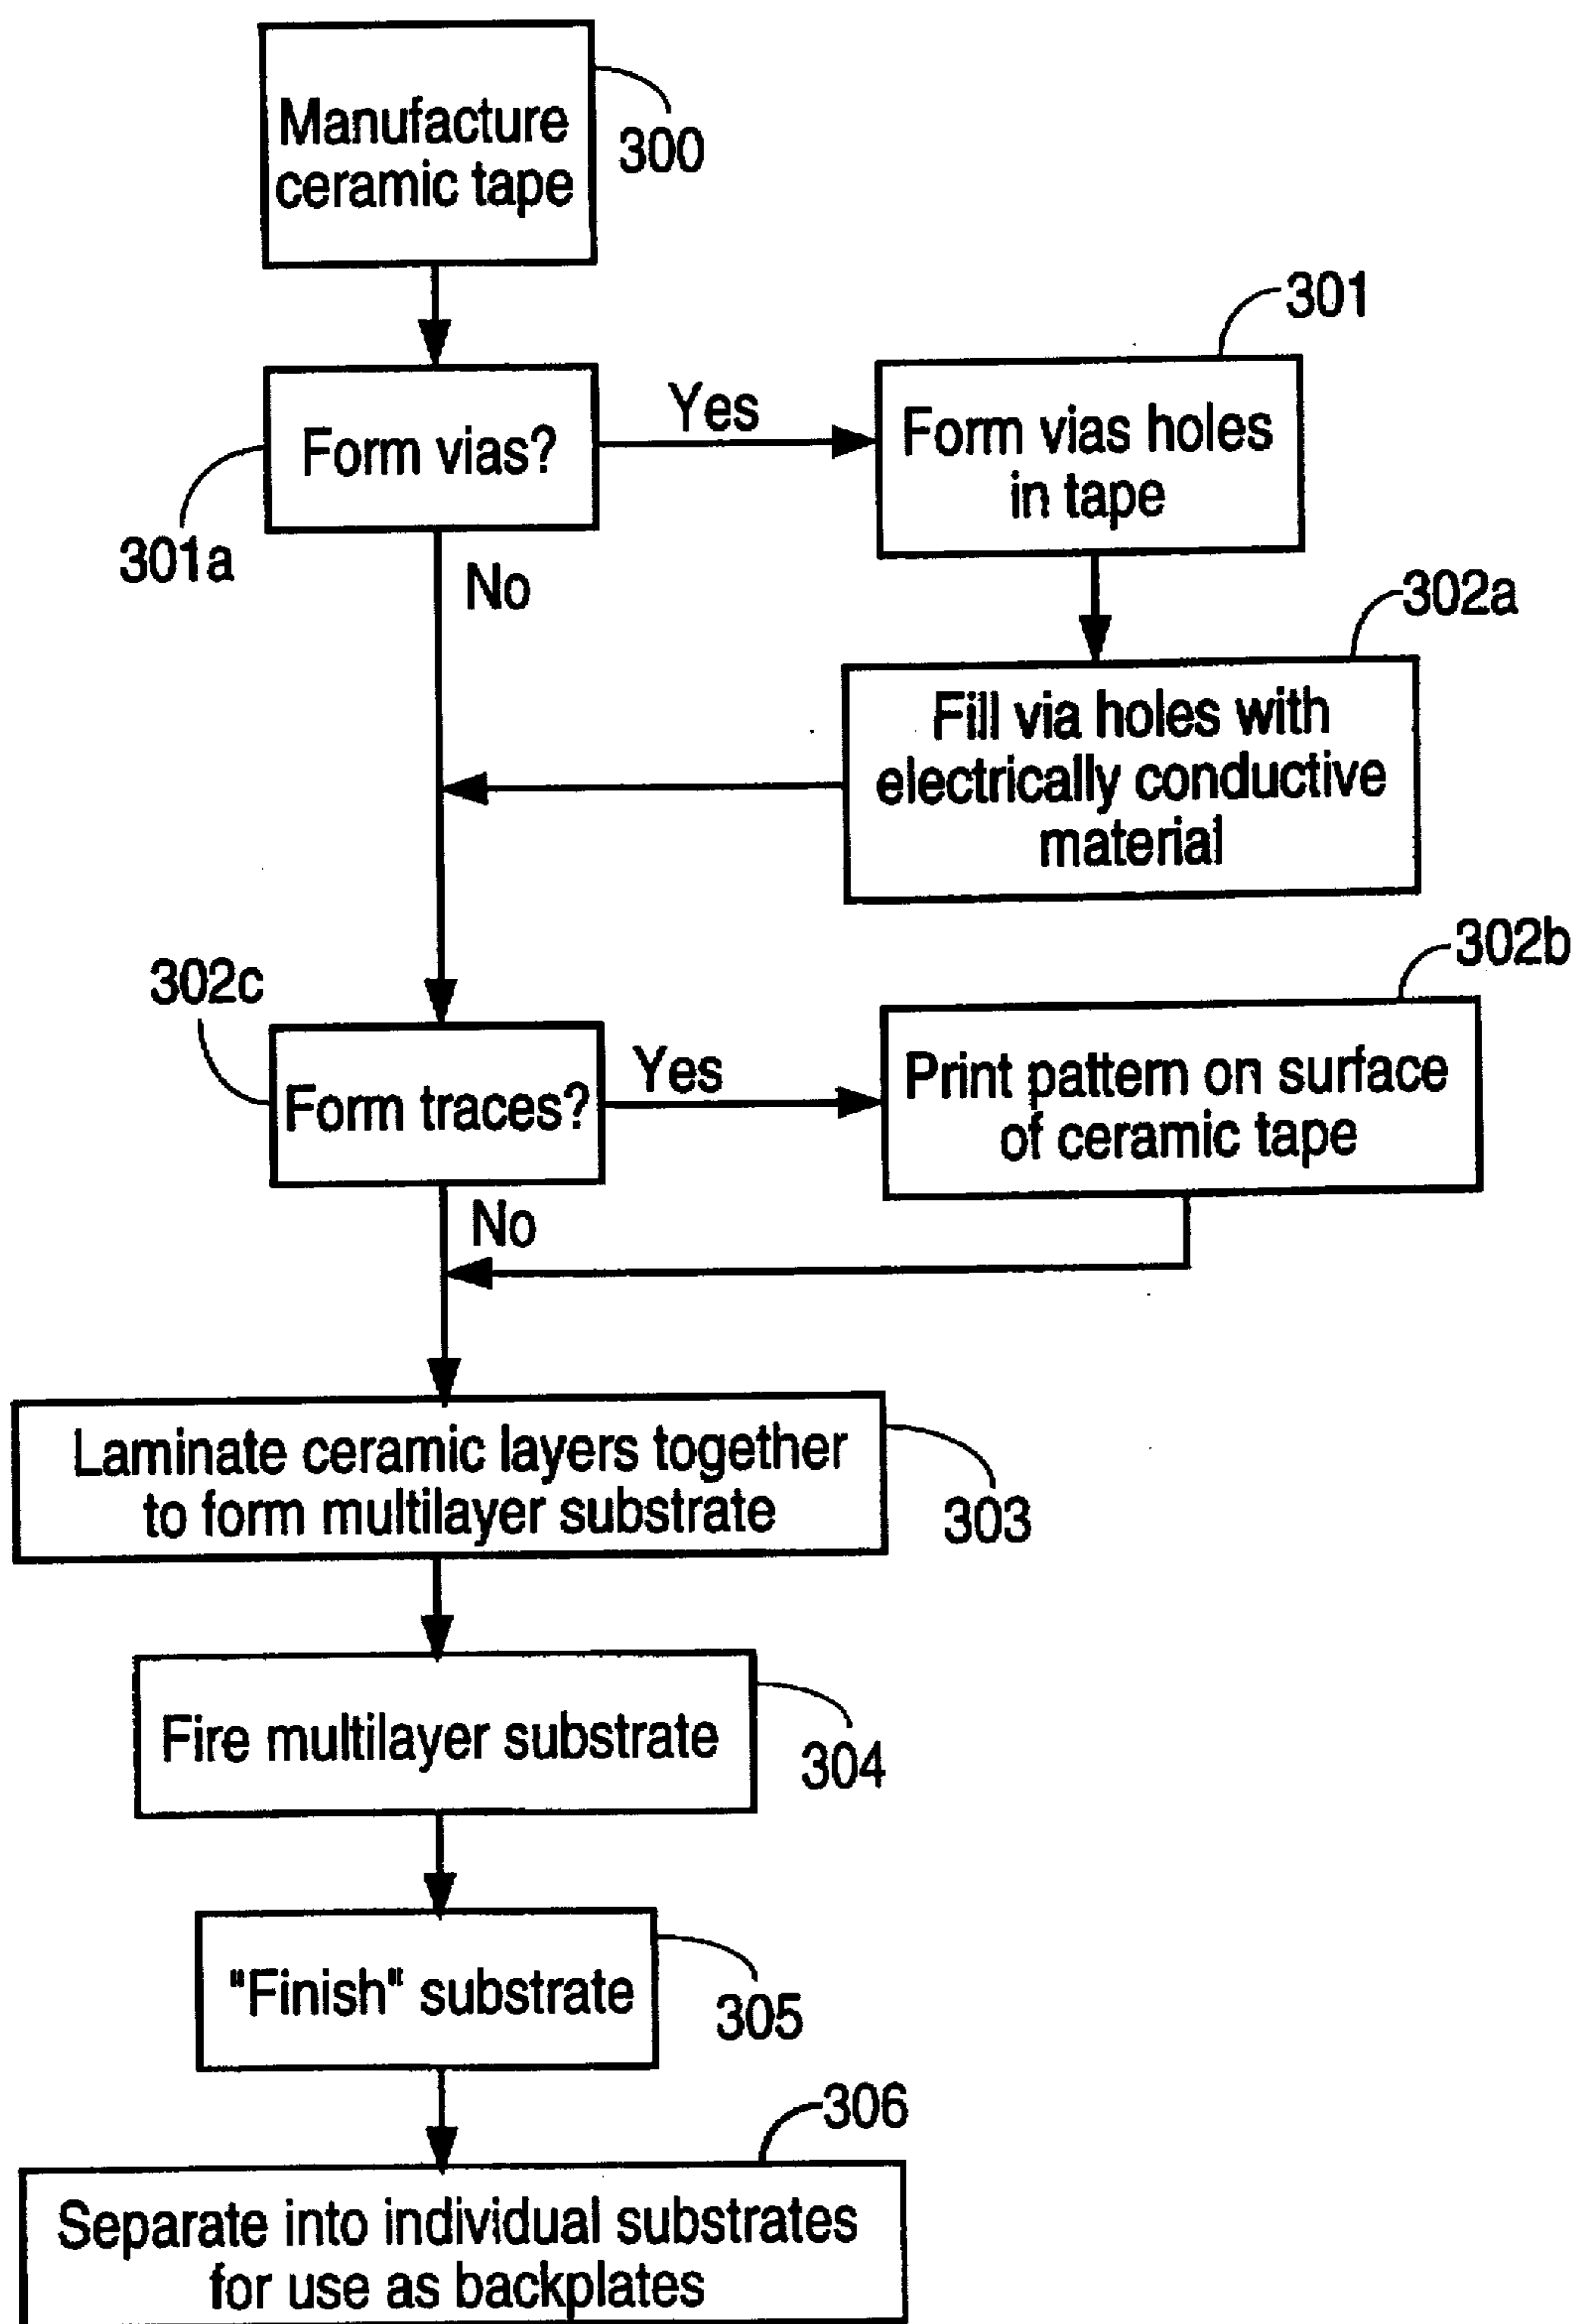 Manufacture
ceramic tape
300
301
Form vias?
Yes
Form vias holes
in tape
301a
No
302a
Fill via holes with
electrically conductive
material
302b
302c
Form traces?
Yes
Print pattern on surface
of ceramic tape
No
Laminate ceramic layers together
to form multilayer substrate
303
Fire multilayer substrate
304
"Finish" substrate
305
306
Separate into individual substrates
for use as backplates